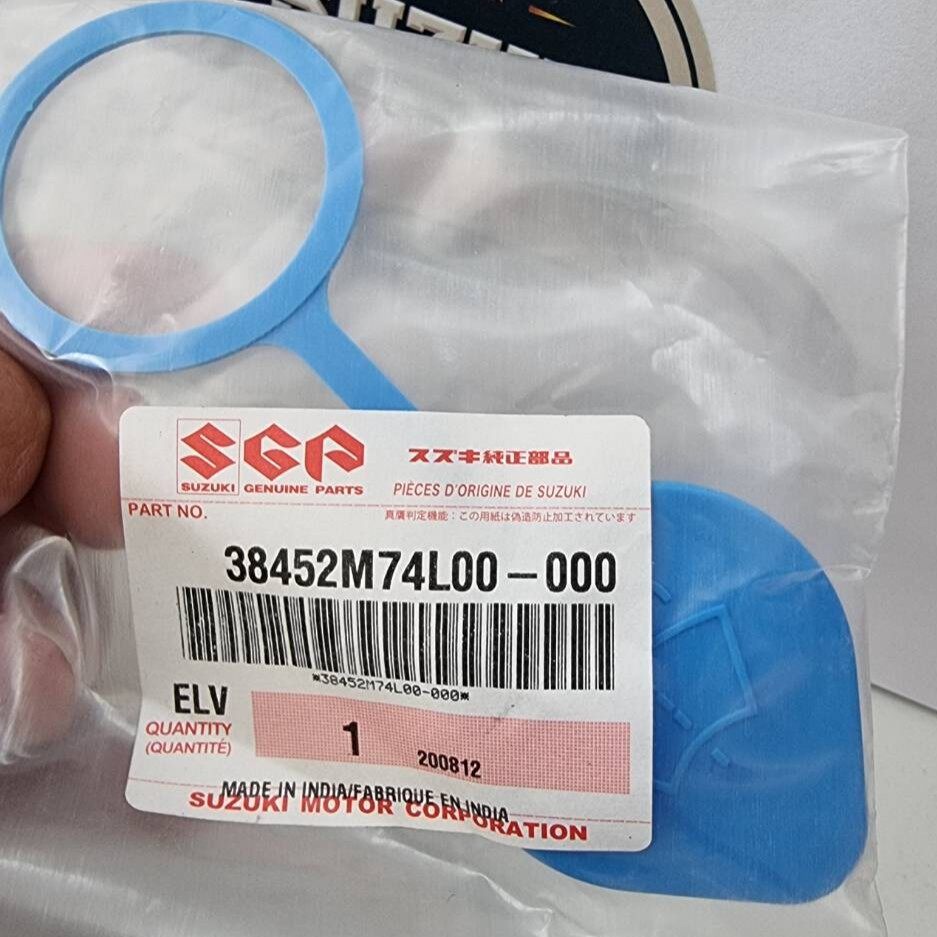 SGP
スズキ純正部品
SUZUKI GENUINE PARTS
PIÈCES D'ORIGINE DE SUZUKI
PART NO.
真贋判定機能：この用紙は偽造防止加工されています
38452M74L00-000
*38452M74L00-000*
ELV
QUANTITY
(QUANTITÉ)
1
200812
MADE IN INDIA/FABRIQUE EN INDIA
SUZUKI MOTOR CORPORATION